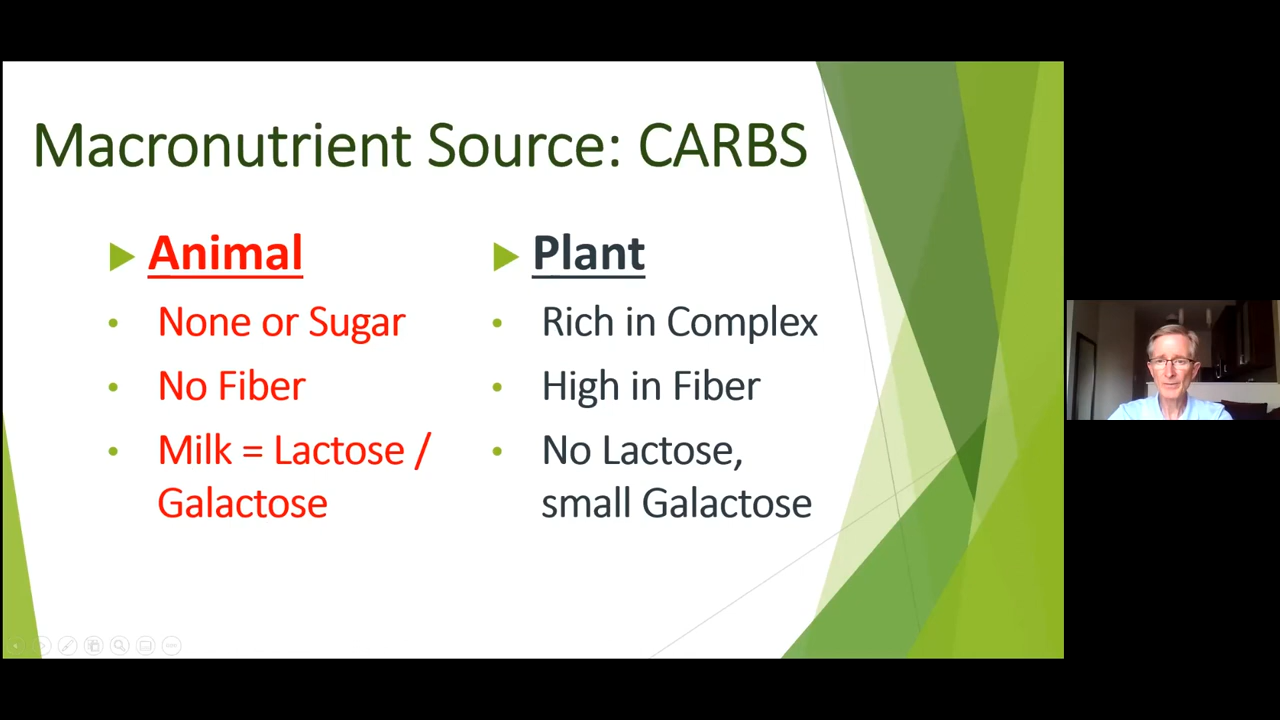 Macronutrient Source: CARBS
Animal
None or Sugar
No Fiber
Milk = Lactose /
Galactose
Plant
Rich in Complex
High in Fiber
No Lactose,
small Galactose